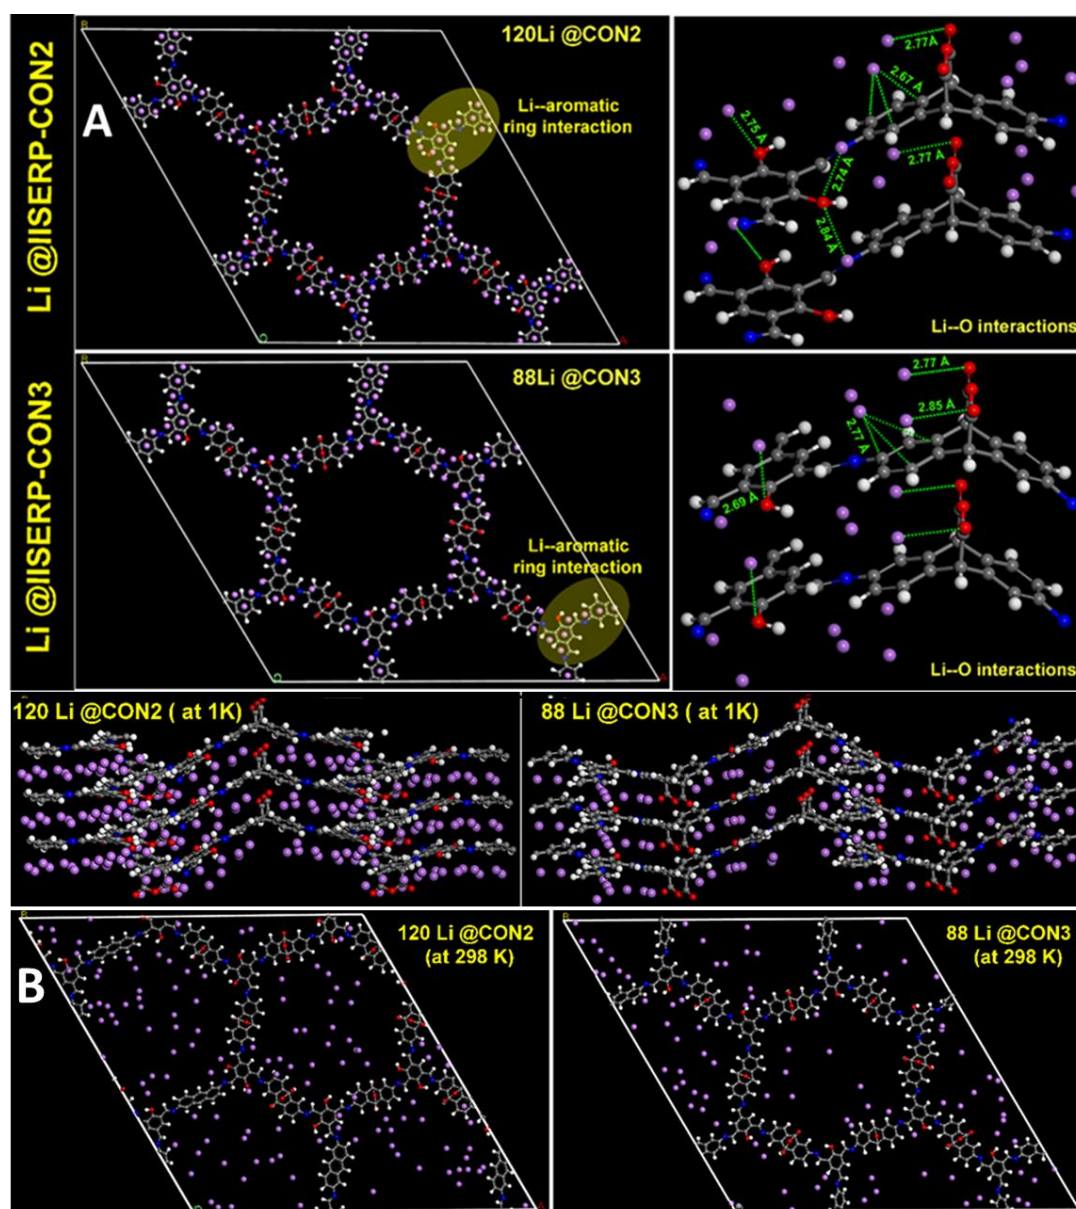 Li @IISERP-CON2
A
B
120Li @CON2
Li--aromatic
ring interaction
C
A
2.77Å
2.67Å
2.75 Å
2.77 Å
2.74 Å
2.84 Å
Li--O interactions
Li@IISERP-CON3
B
88Li @CON3
Li--aromatic
ring interaction
C
A
2.77 Å
2.85 Å
2.77 Å
2.69 Å
Li--O interactions
120 Li @CON2 ( at 1K)
88 Li @CON3 ( at 1K)
B
B
120 Li @CON2
(at 298 K)
B
88 Li @CON3
(at 298 K)